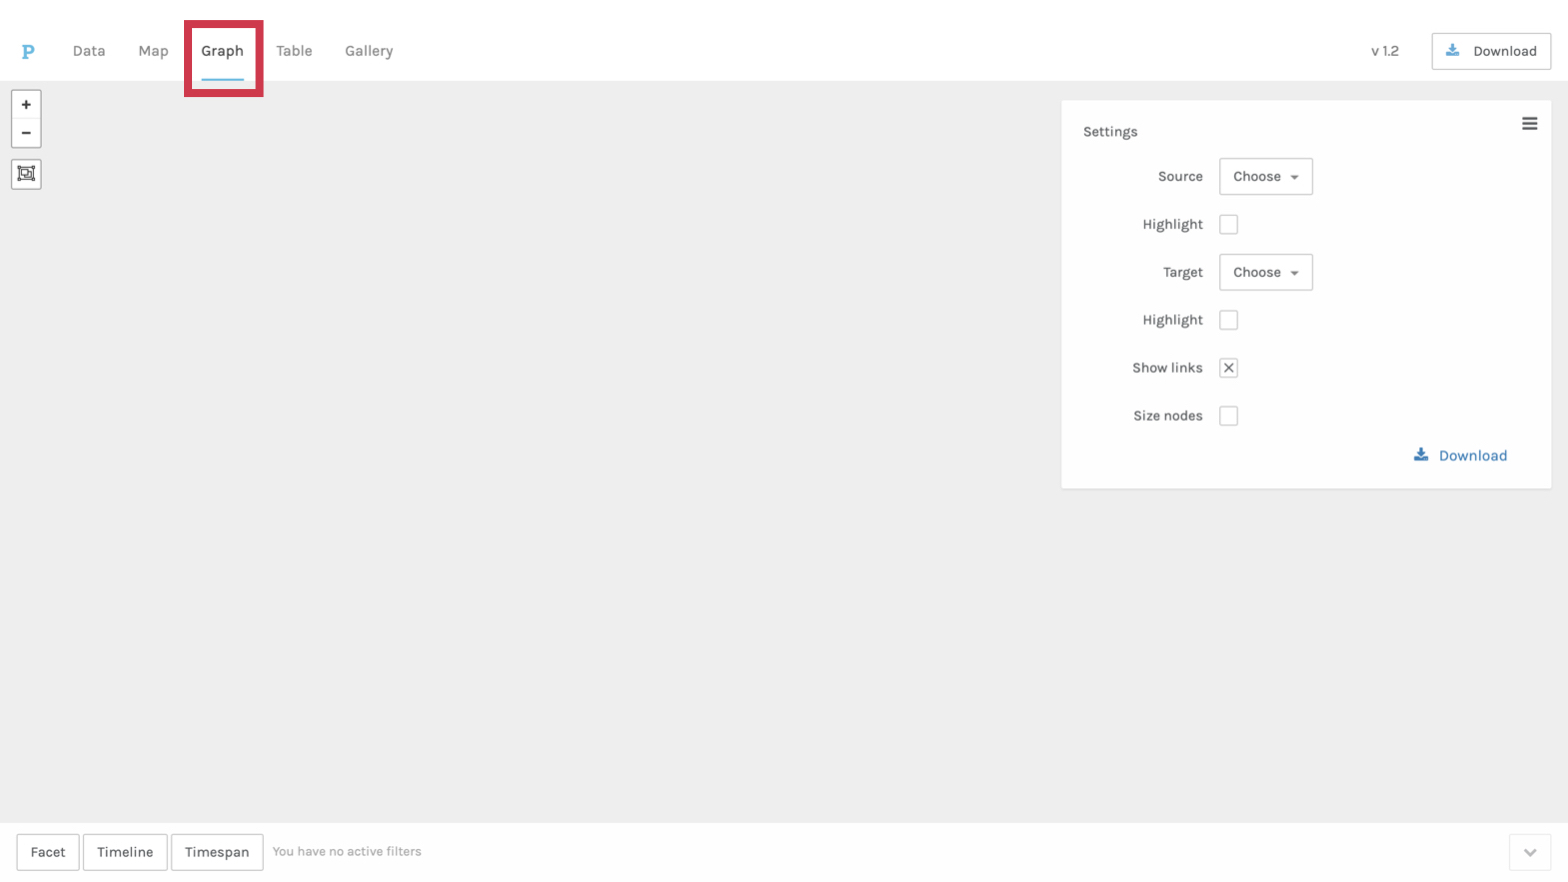 P Data Map Graph Table Gallery v 1.2 Download
+
−
Settings
Source Choose
Highlight
Target Choose
Highlight
Show links
Size nodes
Download
Facet Timeline Timespan You have no active filters